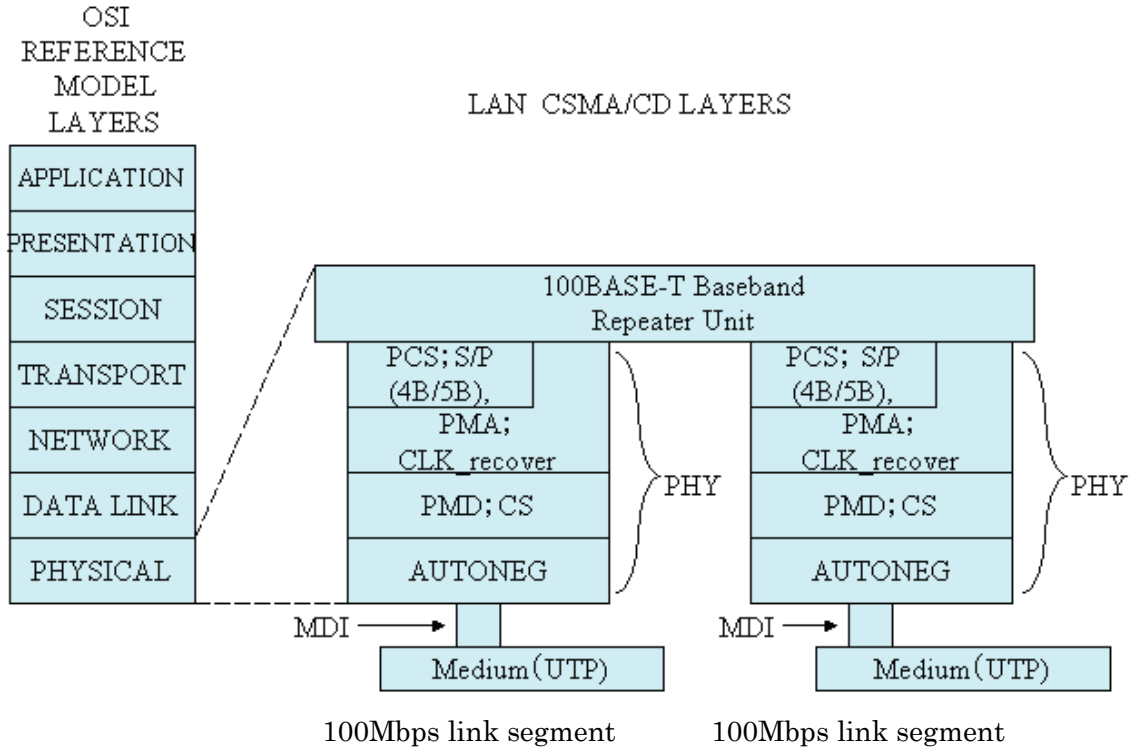 OSI
REFERENCE
MODEL
LAYERS
LAN CSMA/CD LAYERS
APPLICATION
PRESENTATION
SESSION
TRANSPORT
NETWORK
DATA LINK
PHYSICAL
100BASE-T Baseband
Repeater Unit
PCS; S/P
(4B/5B),
PMA;
CLK_recover
PMD; CS
AUTONEG
PHY
MDI
Medium(UTP)
100Mbps link segment
PCS; S/P
(4B/5B),
PMA;
CLK_recover
PMD; CS
AUTONEG
PHY
MDI
Medium(UTP)
100Mbps link segment